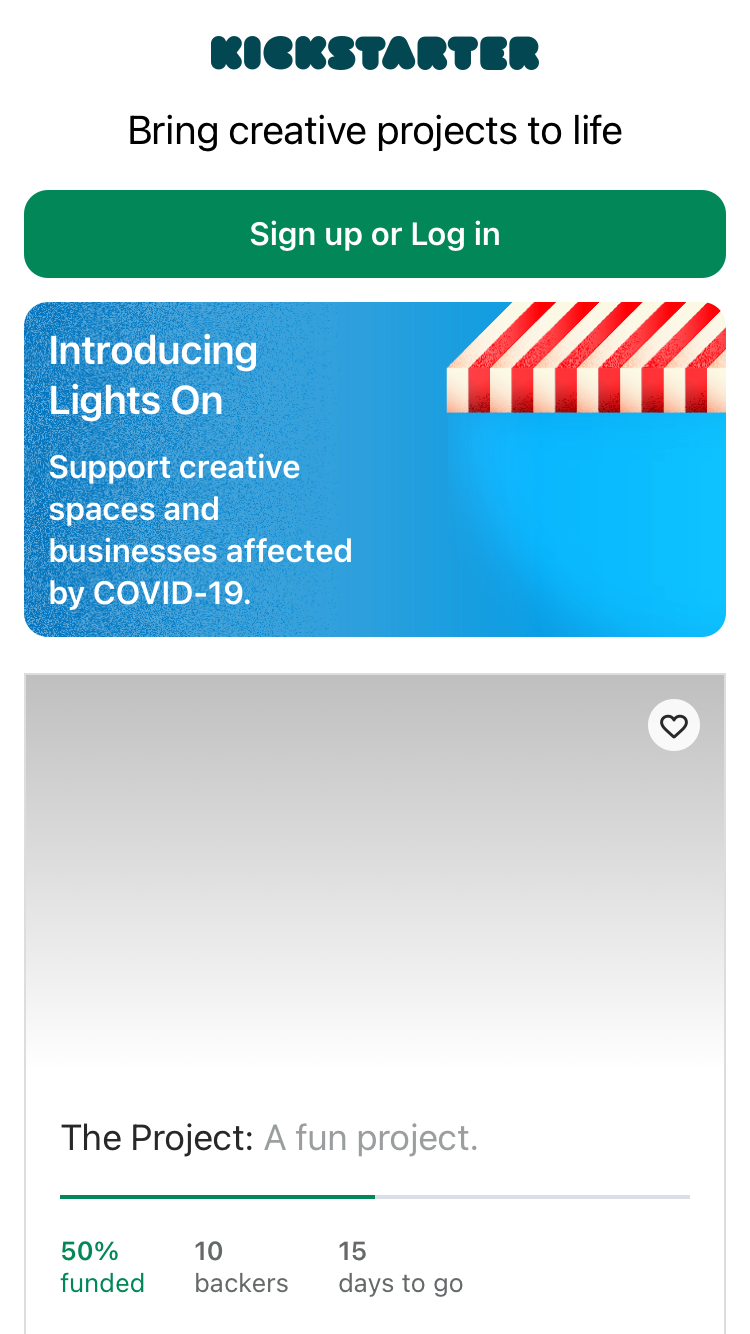 KICKSTARTER
Bring creative projects to life
Sign up or Log in
Introducing
Lights On
Support creative
spaces and
businesses affected
by COVID-19.
The Project: A fun project.
50% 10 15
funded backers days to go